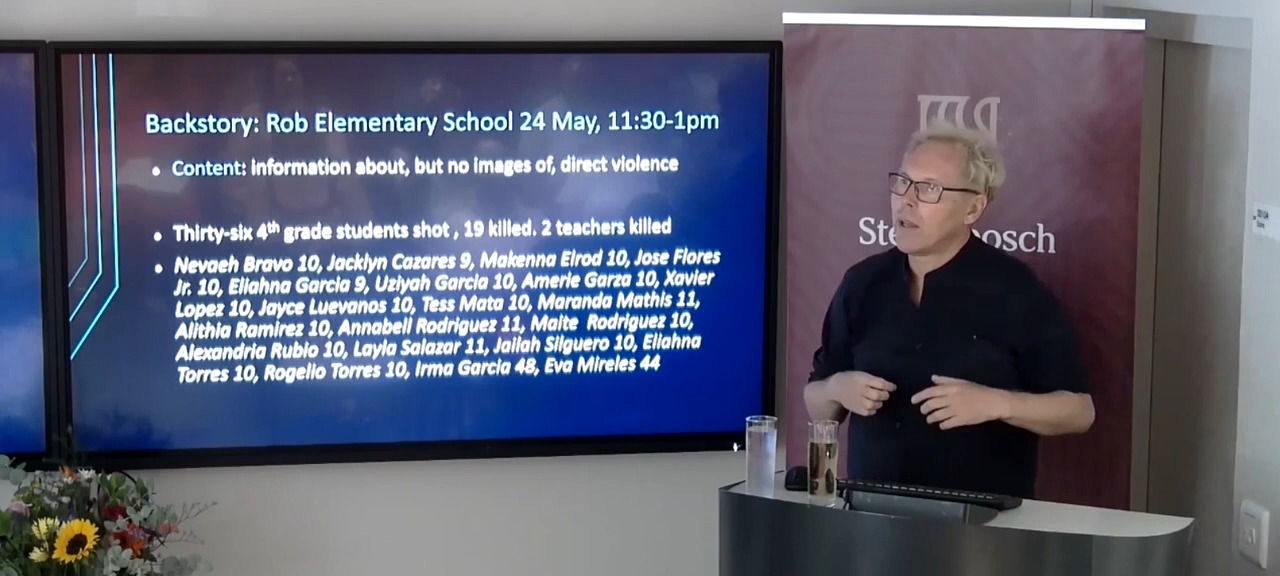 Backstory: Rob Elementary School 24 May, 11:30-1pm
Content: information about, but no images of, direct violence
Thirty-six 4th grade students shot , 19 killed. 2 teachers killed
Nevaeh Bravo 10, Jacklyn Cazares 9, Makenna Elrod 10, Jose Flores
Jr. 10, Eliahna Garcia 9, Uziyah Garcia 10, Amerie Garza 10, Xavier
Lopez 10, Jayce Luevanos 10, Tess Mata 10, Maranda Mathis 11,
Alithia Ramirez 10, Annabell Rodriguez 11, Maite Rodriguez 10,
Alexandria Rubio 10, Layla Salazar 11, Jailah Silguero 10, Eliahna
Torres 10, Rogelio Torres 10, Irma Garcia 48, Eva Mireles 44